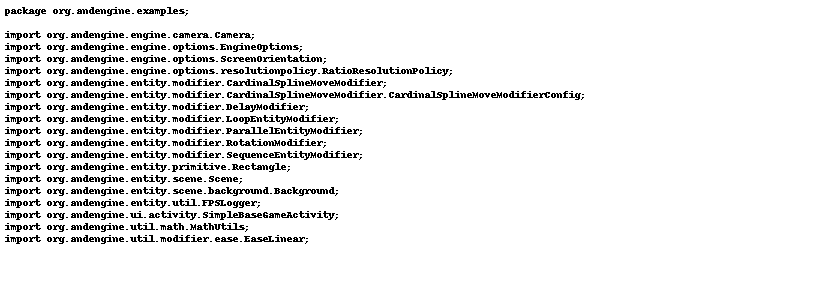 package org.andengine.examples;

import org.andengine.engine.camera.Camera;
import org.andengine.engine.options.EngineOptions;
import org.andengine.engine.options.ScreenOrientation;
import org.andengine.engine.options.resolutionpolicy.RatioResolutionPolicy;
import org.andengine.entity.modifier.CardinalSplineMoveModifier;
import org.andengine.entity.modifier.CardinalSplineMoveModifier.CardinalSplineMoveModifierConfig;
import org.andengine.entity.modifier.DelayModifier;
import org.andengine.entity.modifier.LoopEntityModifier;
import org.andengine.entity.modifier.ParallelEntityModifier;
import org.andengine.entity.modifier.RotationModifier;
import org.andengine.entity.modifier.SequenceEntityModifier;
import org.andengine.entity.primitive.Rectangle;
import org.andengine.entity.scene.Scene;
import org.andengine.entity.scene.background.Background;
import org.andengine.entity.util.FPSLogger;
import org.andengine.ui.activity.SimpleBaseGameActivity;
import org.andengine.util.math.MathUtils;
import org.andengine.util.modifier.ease.EaseLinear;